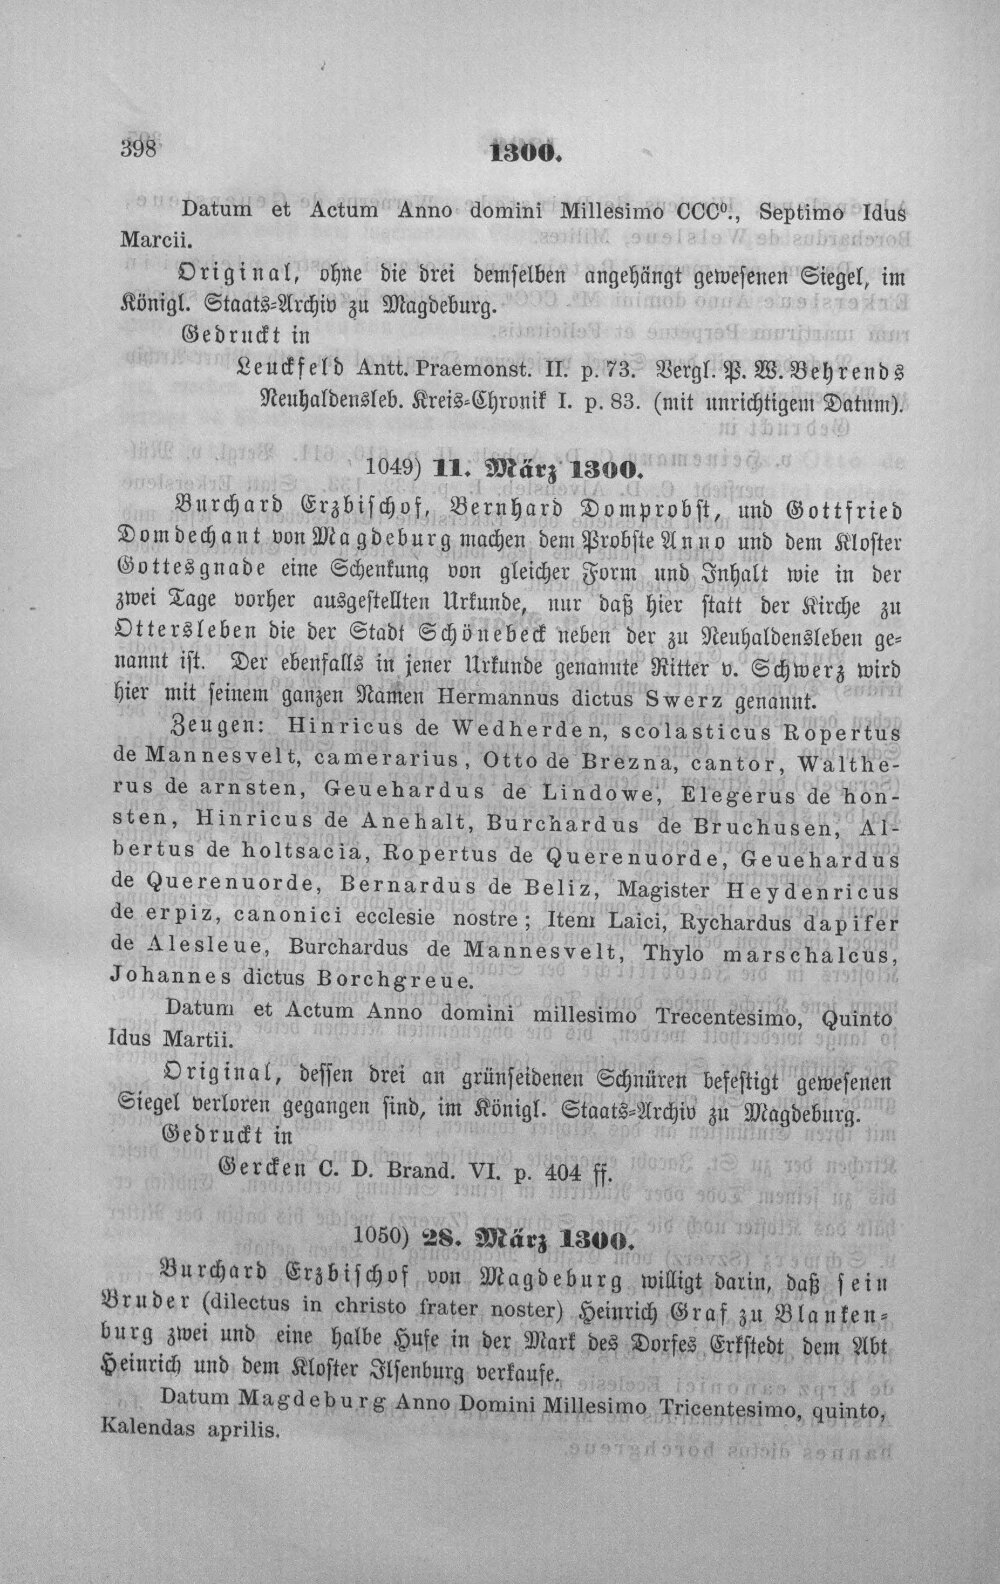 398
1300.
Datum et Actum Anno domini Millesimo CCC⁰., Septimo Idus
Marcii.
Original, ohne die drei demselben angehängt gewesenen Siegel, im
Königl. Staats-Archiv zu Magdeburg.
Gedruckt in
Leuckfeld Antt. Praemonst. II. p. 73. Vergl. P. W. Behrends
Neuhaldensleb. Kreis-Chronik I. p. 83. (mit unrichtigem Datum).
1049) 11. März 1300.
Burchard Erzbischof, Bernhard Domprobst, und Gottfried
Domdechant von Magdeburg machen dem Probste Anno und dem Kloster
Gottesgnade eine Schenkung von gleicher Form und Inhalt wie in der
zwei Tage vorher ausgestellten Urkunde, nur daß hier statt der Kirche zu
Ottersleben die der Stadt Schönebeck neben der zu Neuhaldensleben ge-
nannt ist. Der ebenfalls in jener Urkunde genannte Ritter v. Schwerz wird
hier mit seinem ganzen Namen Hermannus dictus Swerz genannt.
Zeugen: Hinricus de Wedherden, scolasticus Ropertus
de Mannesvelt, camerarius, Otto de Brezna, cantor, Walthe-
rus de arnsten, Geuehardus de Lindowe, Elegerus de hon-
sten, Hinricus de Anehalt, Burchardus de Bruchusen, Al-
bertus de holtsacia, Ropertus de Querenuorde, Geuehardus
de Querenuorde, Bernardus de Beliz, Magister Heydenricus
de erpiz, canonici ecclesie nostre; Item Laici, Rychardus dapifer
de Alesleue, Burchardus de Mannesvelt, Thylo marschalcus,
Johannes dictus Borchgreue.
Datum et Actum Anno domini millesimo Trecentesimo, Quinto
Idus Martii.
Original, dessen drei an grünseidenen Schnüren befestigt gewesenen
Siegel verloren gegangen sind, im Königl. Staats-Archiv zu Magdeburg.
Gedruckt in
Gercken C. D. Brand. VI. p. 404 ff.
1050) 28. März 1300.
Burchard Erzbischof von Magdeburg willigt darin, daß sein
Bruder (dilectus in christo frater noster) Heinrich Graf zu Blanken-
burg zwei und eine halbe Hufe in der Mark des Dorfes Erkstedt dem Abt
Heinrich und dem Kloster Ilsenburg verkaufe.
Datum Magdeburg Anno Domini Millesimo Tricentesimo, quinto,
Kalendas aprilis.